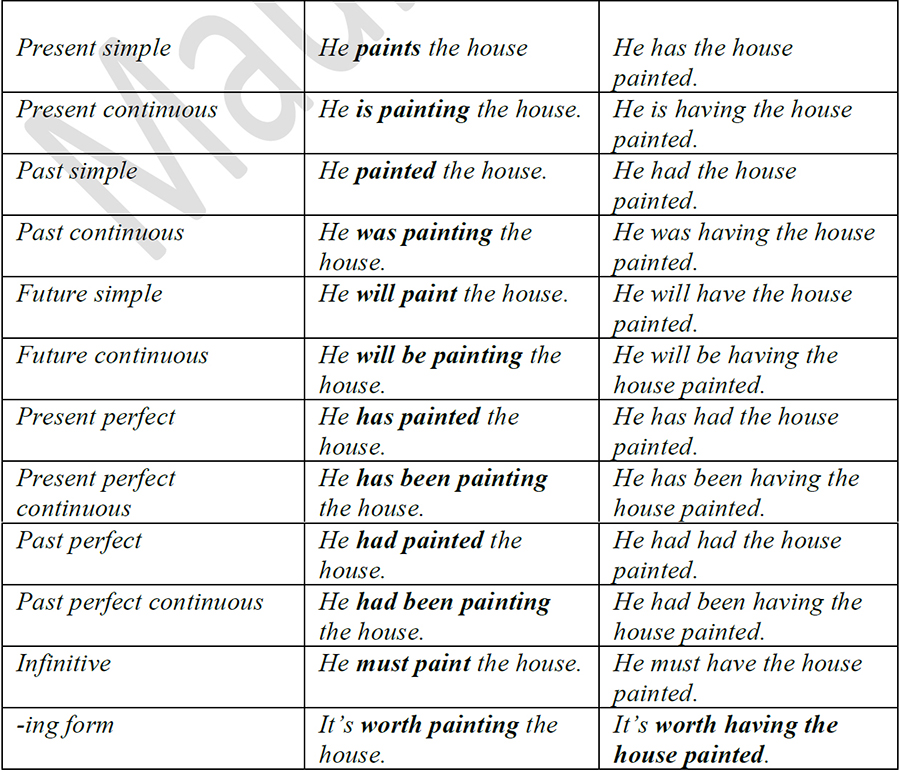 Present simple
He paints the house
He has the house
painted.
Present continuous
He is painting the house.
He is having the house
painted.
Past simple
He painted the house.
He had the house
painted.
Past continuous
He was painting the
house.
He was having the house
painted.
Future simple
He will paint the house.
He will have the house
painted.
Future continuous
He will be painting the
house.
He will be having the
house painted.
Present perfect
He has painted the
house.
He has had the house
painted.
Present perfect
continuous
He has been painting
the house.
He has been having the
house painted.
Past perfect
He had painted the
house.
He had had the house
painted.
Past perfect continuous
He had been painting
the house.
He had been having the
house painted.
Infinitive
He must paint the house.
He must have the house
painted.
-ing form
It’s worth painting the
house.
It’s worth having the
house painted.